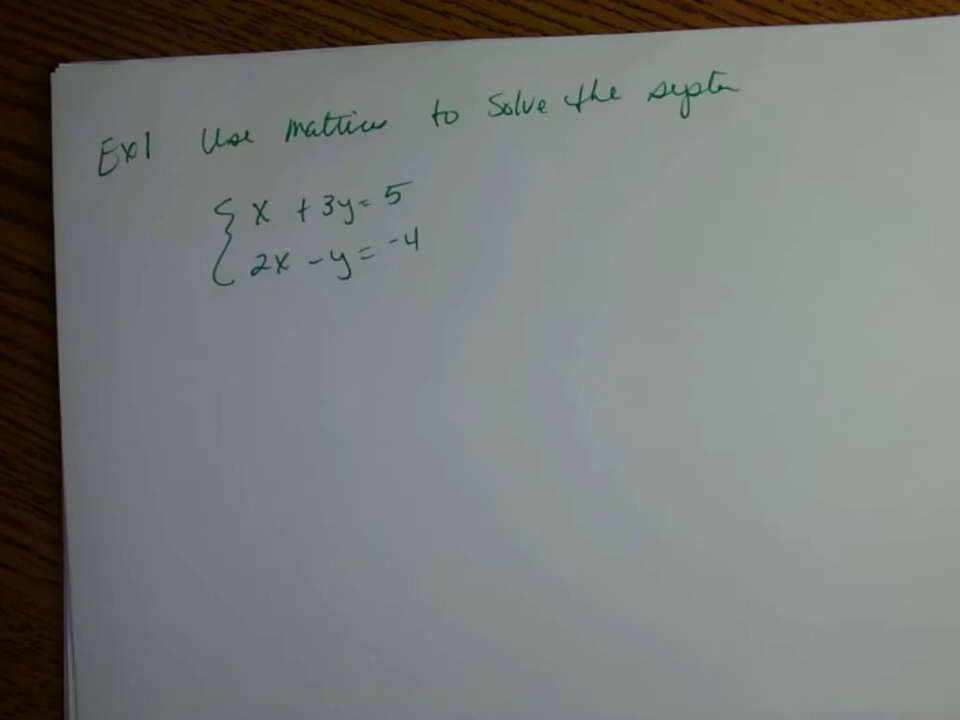 Ex1 Use matrices to solve the system
{ x + 3y = 5
2x - y = -4